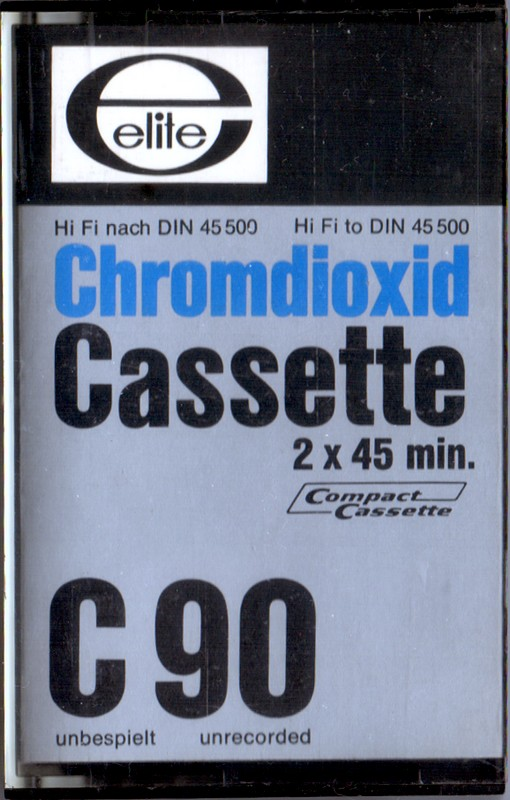 elite
Hi Fi nach DIN 45 500 Hi Fi to DIN 45 500
Chromdioxid
Cassette
2 x 45 min.
Compact
Cassette
C 90
unbespielt unrecorded